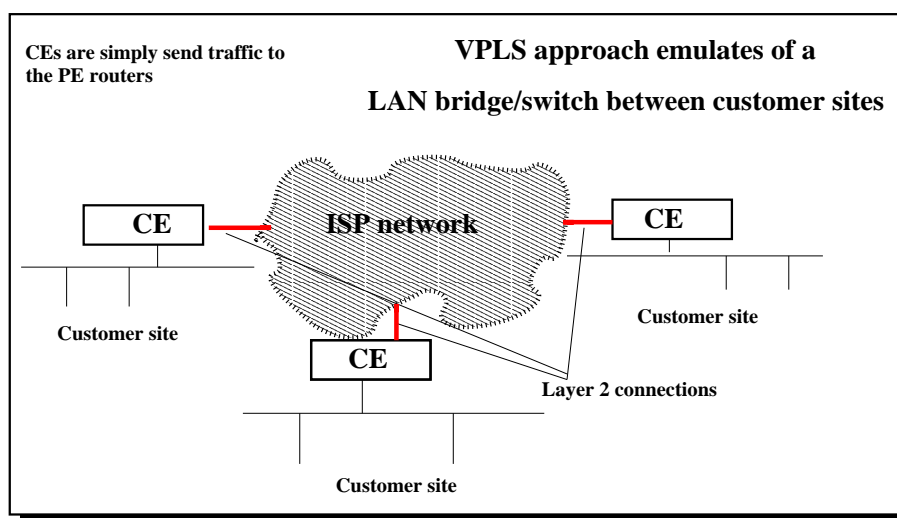 CEs are simply send traffic to
the PE routers
VPLS approach emulates of a
LAN bridge/switch between customer sites
ISP network
CE
CE
Customer site
Customer site
CE
Layer 2 connections
Customer site